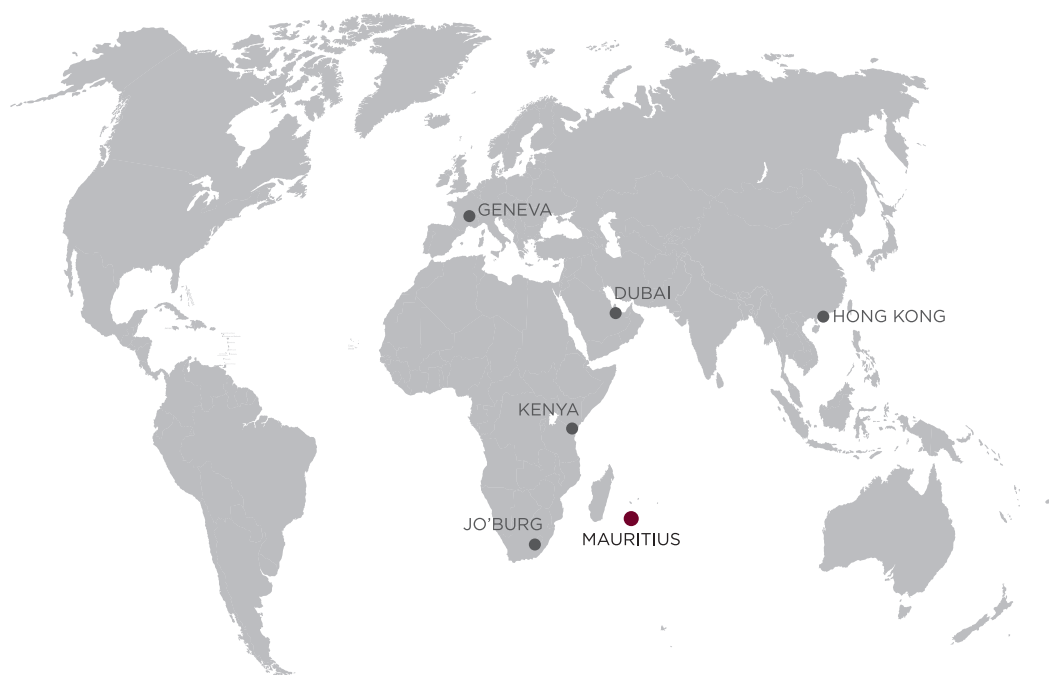 GENEVA
DUBAI
HONG KONG
KENYA
JO'BURG
MAURITIUS